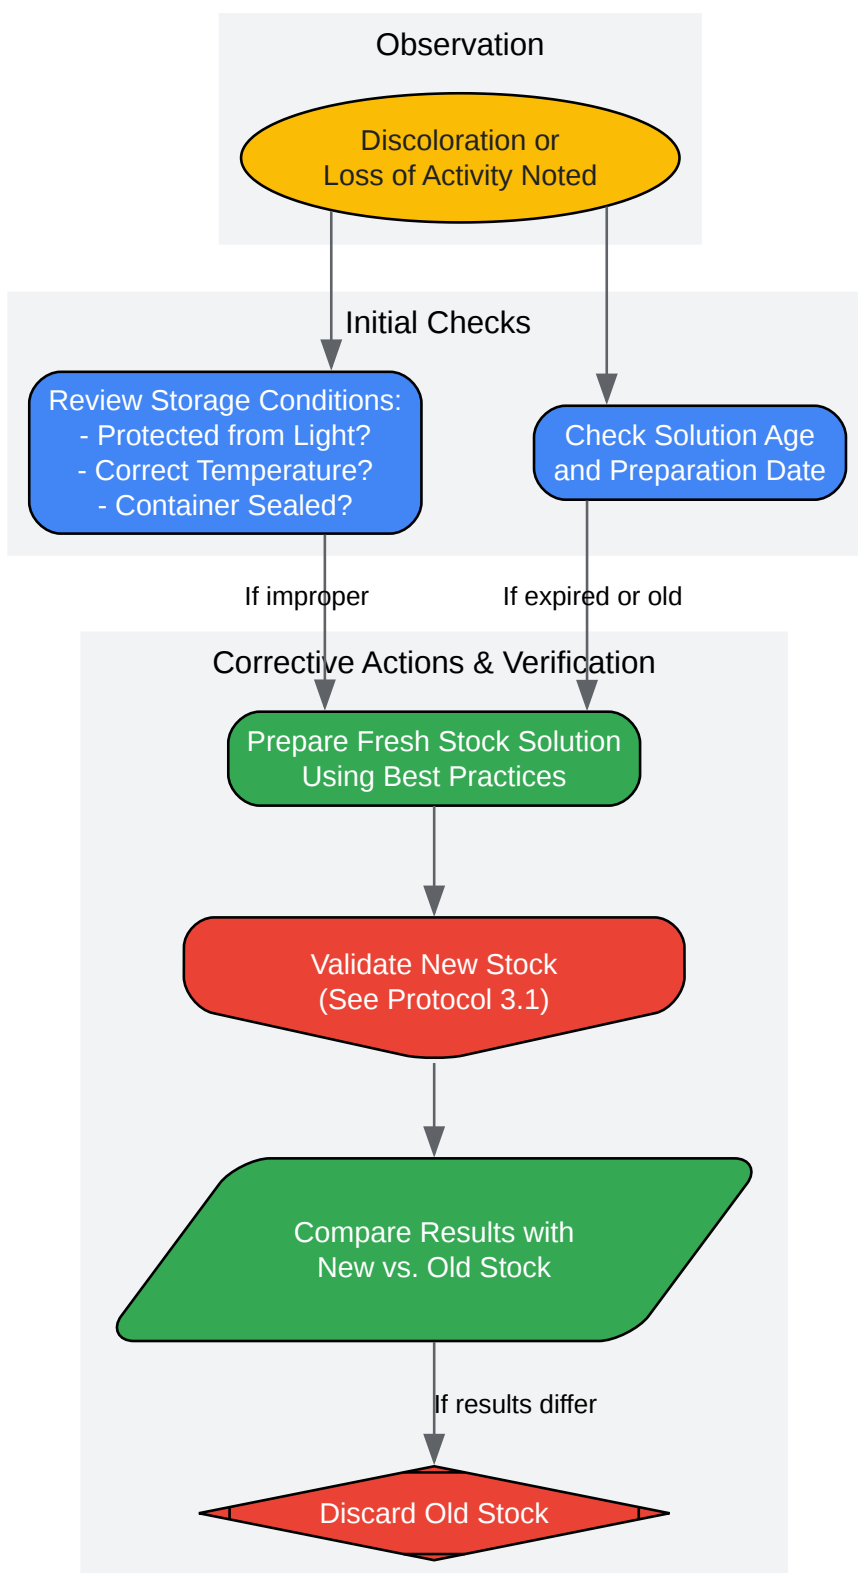 Observation
Discoloration or
Loss of Activity Noted
Initial Checks
Review Storage Conditions:
- Protected from Light?
- Correct Temperature?
- Container Sealed?
Check Solution Age
and Preparation Date
If improper
If expired or old
Corrective Actions & Verification
Prepare Fresh Stock Solution
Using Best Practices
Validate New Stock
(See Protocol 3.1)
Compare Results with
New vs. Old Stock
If results differ
Discard Old Stock